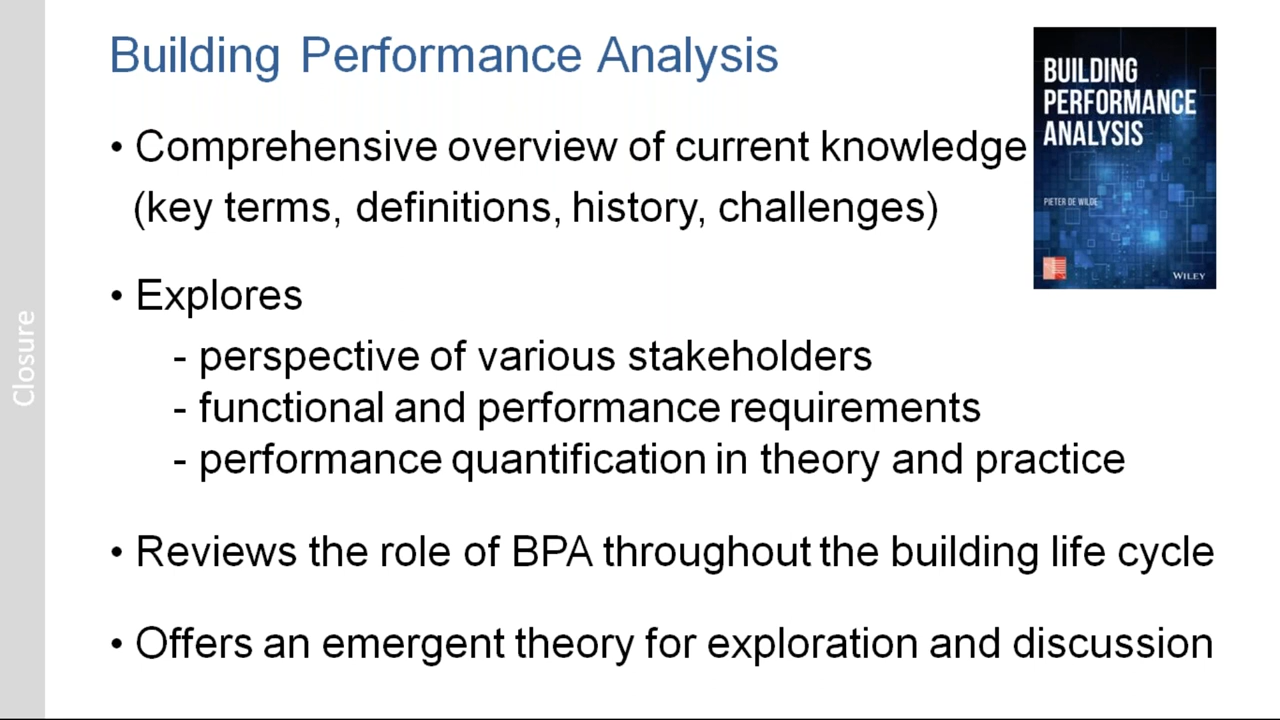 Building Performance Analysis
• Comprehensive overview of current knowledge
(key terms, definitions, history, challenges)
• Explores
- perspective of various stakeholders
- functional and performance requirements
- performance quantification in theory and practice
• Reviews the role of BPA throughout the building life cycle
• Offers an emergent theory for exploration and discussion
BUILDING
PERFORMANCE
ANALYSIS
PIETER DE WILDE
WILEY
Closure